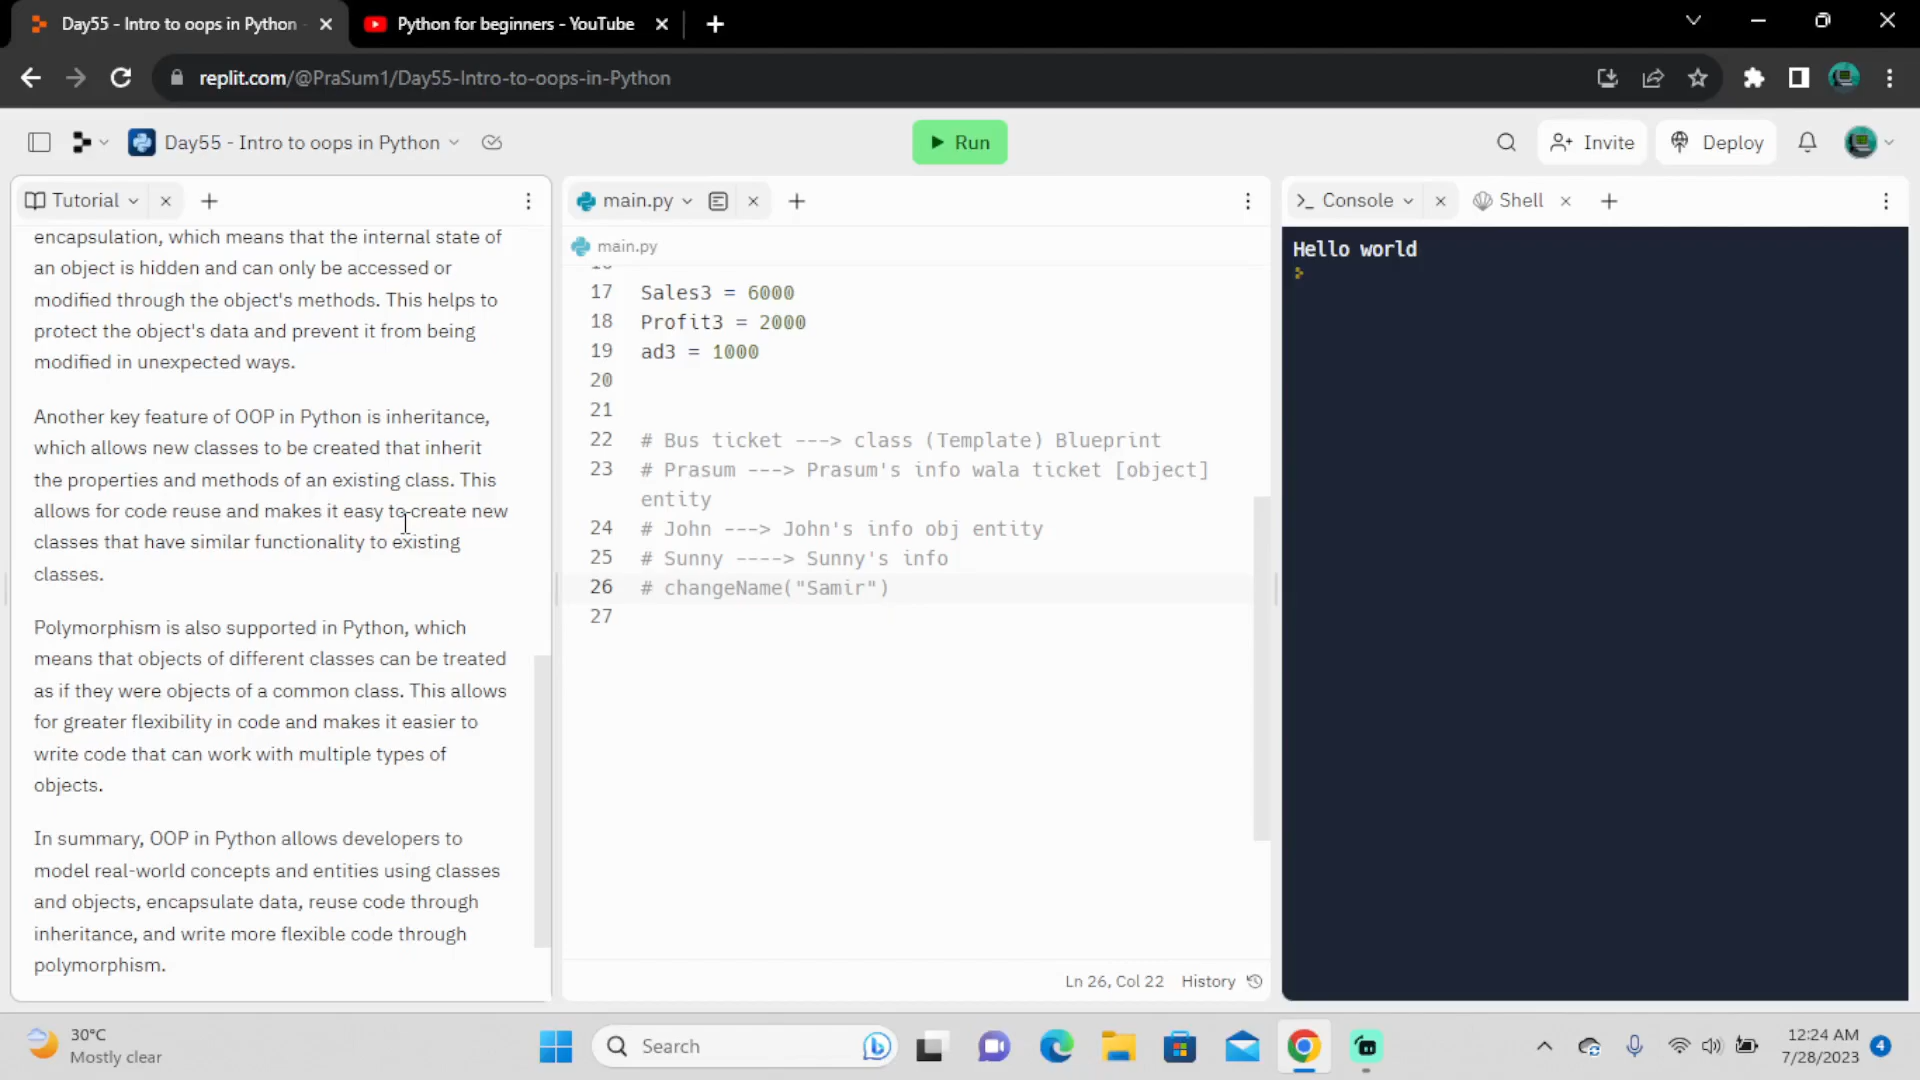 Day55 - Intro to oops in Python
Python for beginners - YouTube
replit.com/@PraSum1/Day55-Intro-to-oops-in-Python
Day55 - Intro to oops in Python
Run
Invite
Deploy
Tutorial
encapsulation, which means that the internal state of
an object is hidden and can only be accessed or
modified through the object's methods. This helps to
protect the object's data and prevent it from being
modified in unexpected ways.
Another key feature of OOP in Python is inheritance,
which allows new classes to be created that inherit
the properties and methods of an existing class. This
allows for code reuse and makes it easy to create new
classes that have similar functionality to existing
classes.
Polymorphism is also supported in Python, which
means that objects of different classes can be treated
as if they were objects of a common class. This allows
for greater flexibility in code and makes it easier to
write code that can work with multiple types of
objects.
In summary, OOP in Python allows developers to
model real-world concepts and entities using classes
and objects, encapsulate data, reuse code through
inheritance, and write more flexible code through
polymorphism.
main.py
main.py
17 Sales3 = 6000
18 Profit3 = 2000
19 ad3 = 1000
20
21
22 # Bus ticket ---> class (Template) Blueprint
23 # Prasum ---> Prasum's info wala ticket [object]
entity
24 # John ---> John's info obj entity
25 # Sunny ----> Sunny's info
26 # changeName("Samir")
27
Ln 26, Col 22 History
Console
Shell
Hello world
30°C
Mostly clear
Search
12:24 AM
7/28/2023
4